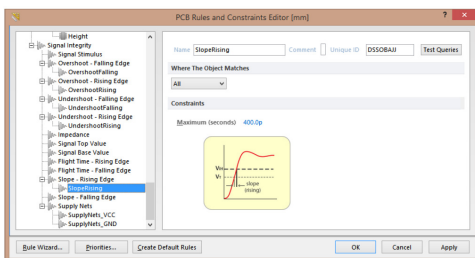 PCB Rules and Constraints Editor [mm]
? ×
Height
Signal Integrity
Signal Stimulus
Overshoot - Falling Edge
OvershootFalling
Overshoot - Rising Edge
OvershootRising
Undershoot - Falling Edge
UndershootFalling
Undershoot - Rising Edge
UndershootRising
Impedance
Signal Top Value
Signal Base Value
Flight Time - Rising Edge
Flight Time - Falling Edge
Slope - Rising Edge
SlopeRising
Slope - Falling Edge
Supply Nets
SupplyNets_VCC
SupplyNets_GND
Name SlopeRising Comment Unique ID DSSOBAJJ Test Queries
Where The Object Matches
All
Constraints
Maximum (seconds) 400.0p
slope
(rising)
Rule Wizard... Priorities... Create Default Rules OK Cancel Apply